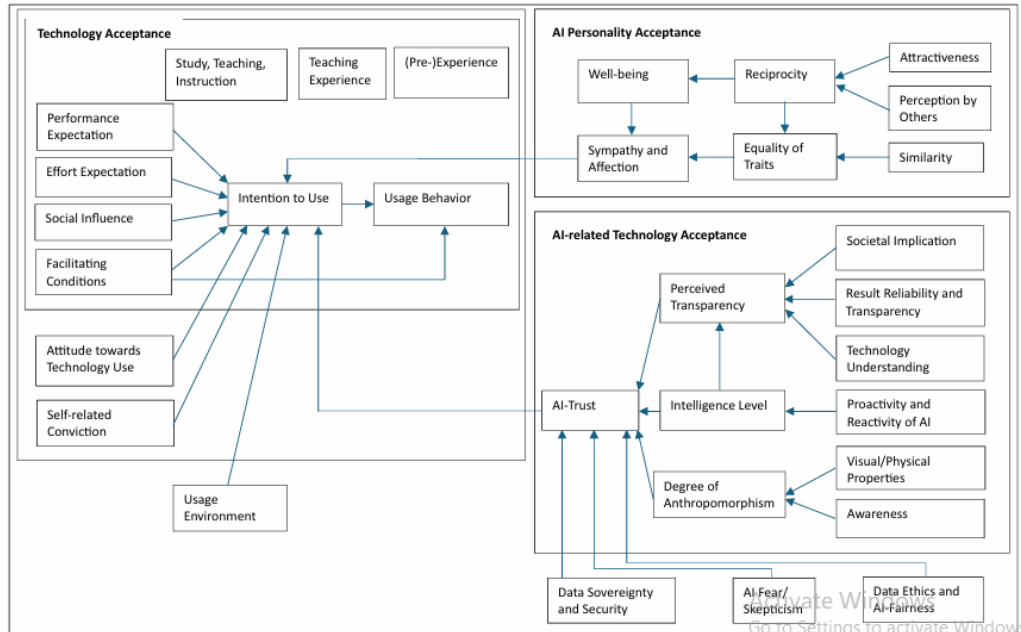 Technology Acceptance
Study, Teaching,
Instruction
Teaching
Experience
(Pre-)Experience
Performance
Expectation
Effort Expectation
Social Influence
Facilitating
Conditions
Intention to Use
Usage Behavior
Attitude towards
Technology Use
Self-related
Conviction
Usage
Environment
AI Personality Acceptance
Well-being
Reciprocity
Attractiveness
Perception by
Others
Sympathy and
Affection
Equality of
Traits
Similarity
AI-related Technology Acceptance
Societal Implication
Perceived
Transparency
Result Reliability and
Transparency
Technology
Understanding
AI-Trust
Intelligence Level
Proactivity and
Reactivity of AI
Degree of
Anthropomorphism
Visual/Physical
Properties
Awareness
Data Sovereignty
and Security
AI Fear/
Skepticism
Data Ethics and
AI-Fairness
Activate Windows
Go to Settings to activate Windows